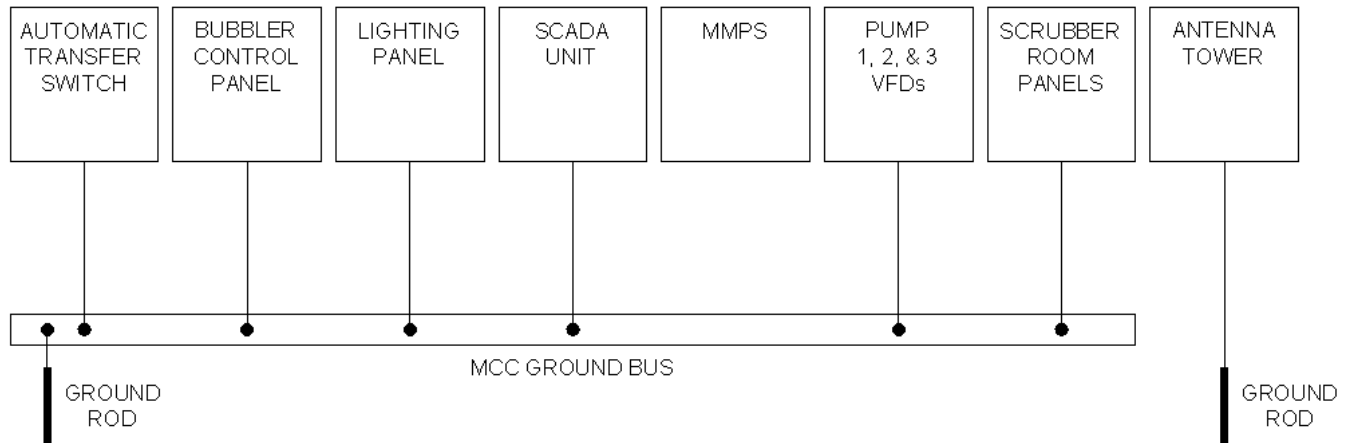 AUTOMATIC
TRANSFER
SWITCH
BUBBLER
CONTROL
PANEL
LIGHTING
PANEL
SCADA
UNIT
MMPS
PUMP
1, 2, & 3
VFDs
SCRUBBER
ROOM
PANELS
ANTENNA
TOWER
MCC GROUND BUS
GROUND
ROD
GROUND
ROD